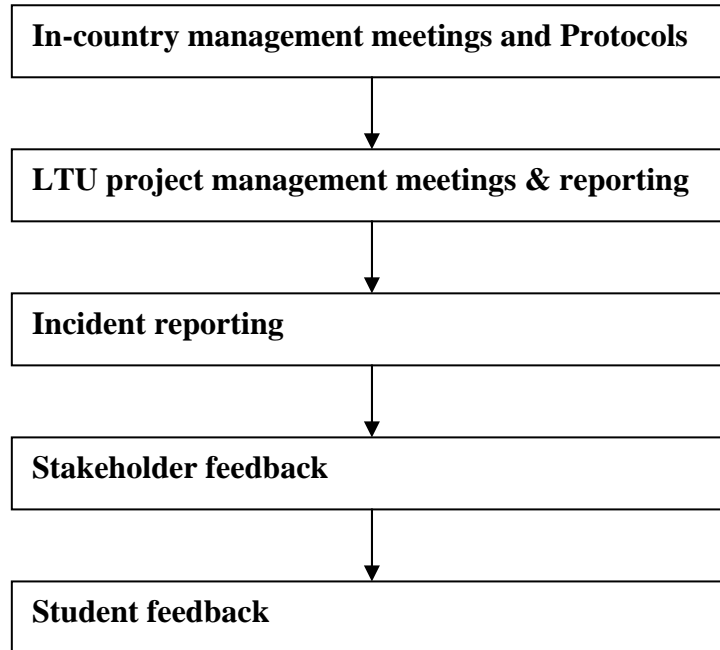 In-country management meetings and Protocols
LTU project management meetings & reporting
Incident reporting
Stakeholder feedback
Student feedback